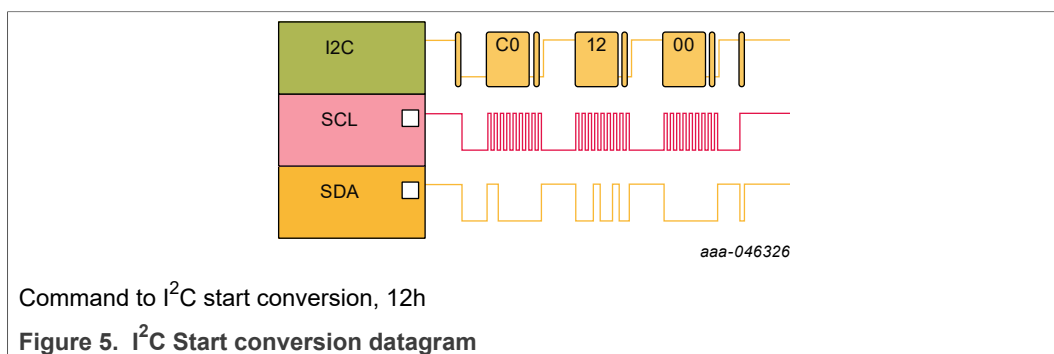 I2C
C0
12
00
SCL
SDA
aaa-046326
Command to I²C start conversion, 12h
Figure 5. I²C Start conversion datagram